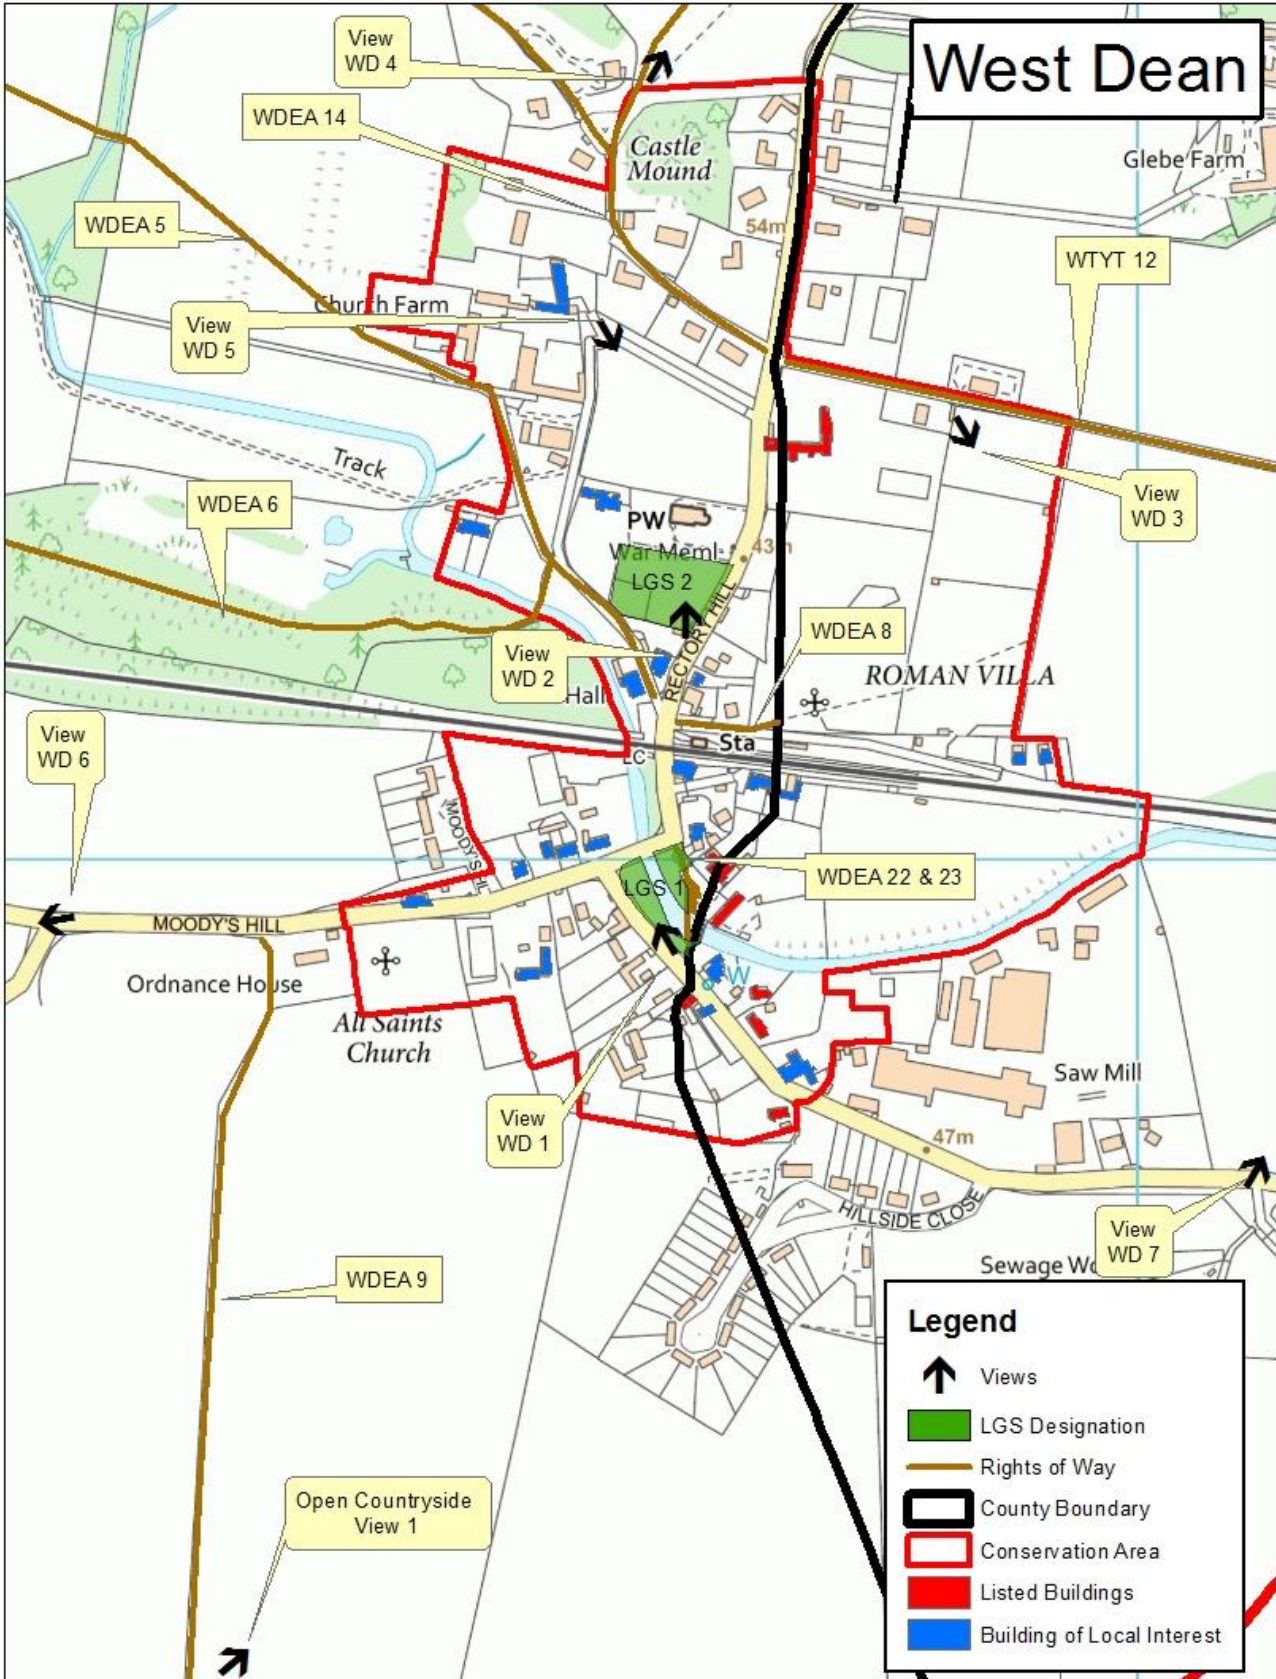 West Dean
View
WD 4
WDEA 14
Castle
Mound
Glebe Farm
WDEA 5
54m
WTYT 12
Church Farm
View
WD 5
Track
View
WD 3
WDEA 6
PW
War Meml
43m
LGS 2
RECTORY HILL
WDEA 8
View
WD 2
ROMAN VILLA
Hall
Sta
LC
View
WD 6
MOODY'S HL
WDEA 22 & 23
LGS 1
MOODY'S HILL
Ordnance House
W
All Saints
Church
Saw Mill
View
WD 1
47m
HILLSIDE CLOSE
View
WD 7
WDEA 9
Sewage Wo
Legend
Views
LGS Designation
Rights of Way
County Boundary
Conservation Area
Listed Buildings
Building of Local Interest
Open Countryside
View 1